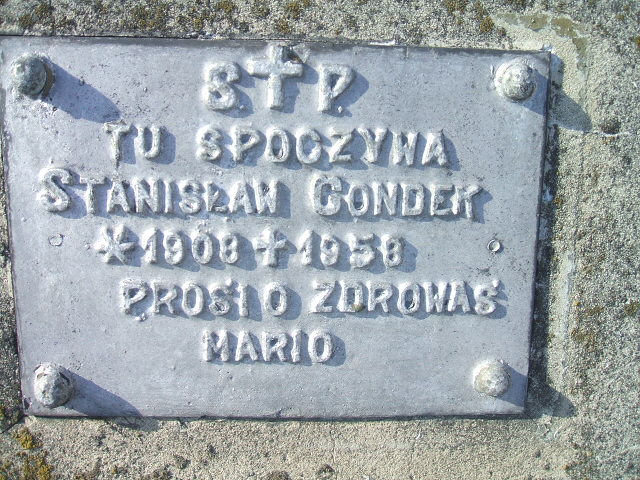 Ś † P
TU SPOCZYWA
STANISŁAW GONDEK
*1908 † 1958
PROSI O ZDROWAŚ
MARIO